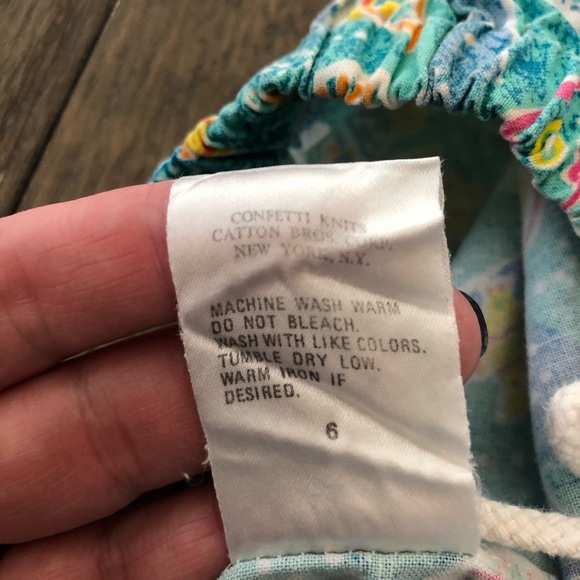 CONFETTI KNITS
CATTON BROS. CORP.
NEW YORK, N.Y.
MACHINE WASH WARM
DO NOT BLEACH.
WASH WITH LIKE COLORS.
TUMBLE DRY LOW.
WARM IRON IF
DESIRED.
6